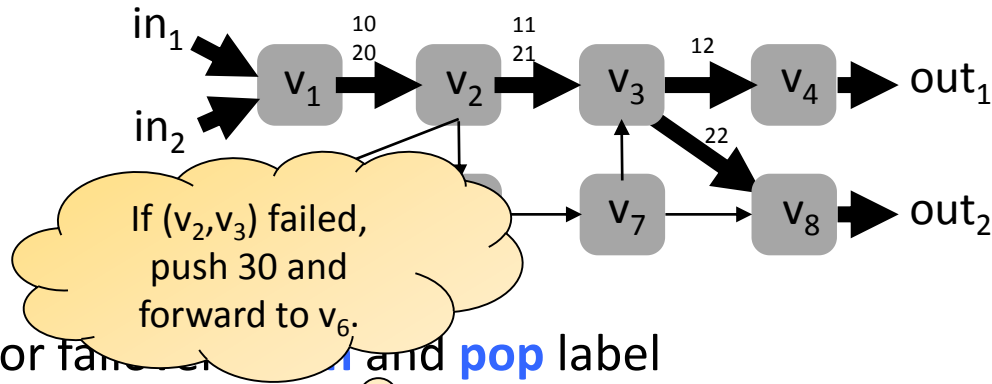 in1
10
20
11
21
12
v1
v2
v3
v4
out1
in2
22
If (v2,v3) failed,
push 30 and
forward to v6.
v7
v8
out2
or and pop label